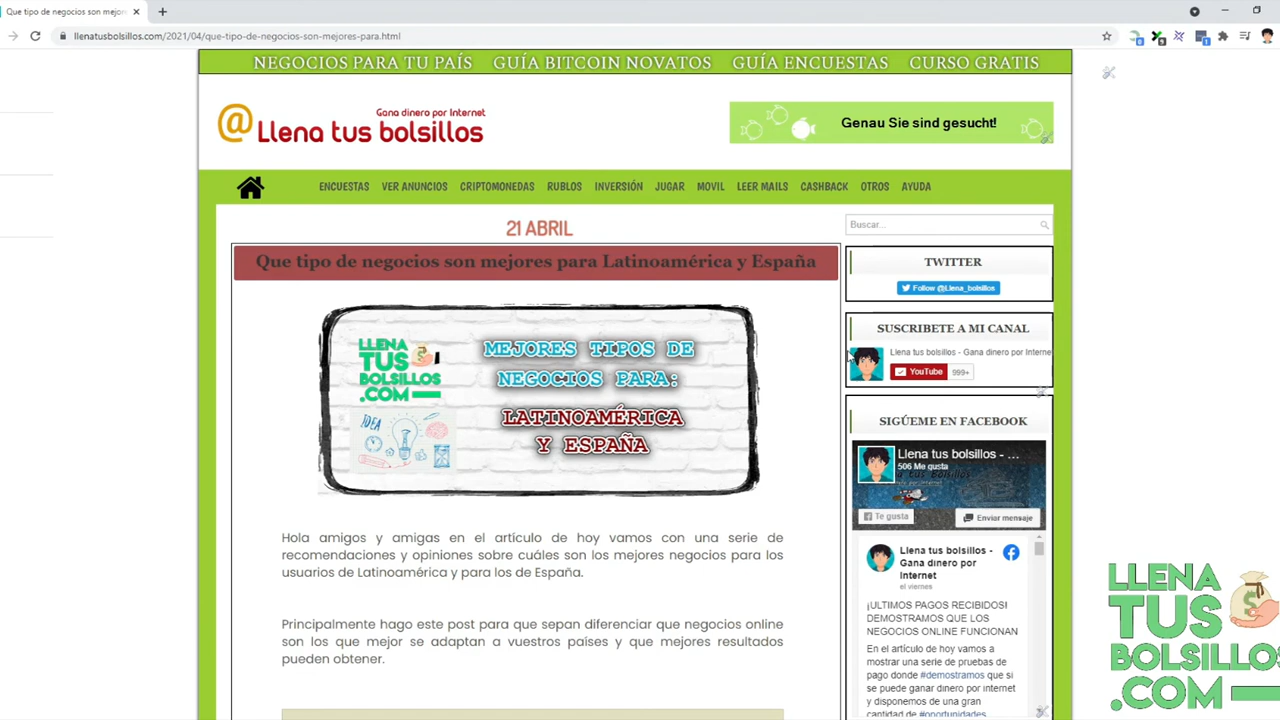 Que tipo de negocios son mejor
llenatusbolsillos.com/2021/04/que-tipo-de-negocios-son-mejores-para.html
NEGOCIOS PARA TU PAÍS GUÍA BITCOIN NOVATOS GUÍA ENCUESTAS CURSO GRATIS
Gana dinero por Internet
@Llena tus bolsillos
Genau Sie sind gesucht!
ENCUESTAS VER ANUNCIOS CRIPTOMONEDAS RUBLOS INVERSIÓN JUGAR MOVIL LEER MAILS CASHBACK OTROS AYUDA
21 ABRIL
Que tipo de negocios son mejores para Latinoamérica y España
LLENA
TUS
BOLSILLOS
.COM
IDEA
MEJORES TIPOS DE
NEGOCIOS PARA:
LATINOAMÉRICA
Y ESPAÑA
Hola amigos y amigas en el artículo de hoy vamos con una serie de
recomendaciones y opiniones sobre cuáles son los mejores negocios para los
usuarios de Latinoamérica y para los de España.
Principalmente hago este post para que sepan diferenciar que negocios online
son los que mejor se adaptan a vuestros países y que mejores resultados
pueden obtener.
Buscar...
TWITTER
Follow @Llena_bolsillos
SUSCRIBETE A MI CANAL
Llena tus bolsillos - Gana dinero por Interne
YouTube 999+
SIGÚEME EN FACEBOOK
Llena tus bolsillos - ...
506 Me gusta
Te gusta
Enviar mensaje
Llena tus bolsillos -
Gana dinero por
Internet
el viernes
¡ULTIMOS PAGOS RECIBIDOS!
DEMOSTRAMOS QUE LOS
NEGOCIOS ONLINE FUNCIONAN
En el artículo de hoy vamos a
mostrar una serie de pruebas de
pago donde #demostramos que si
se puede ganar dinero por internet
y disponemos de una gran
cantidad de #oportunidades
LLENA
TUS
BOLSILLOS
.COM